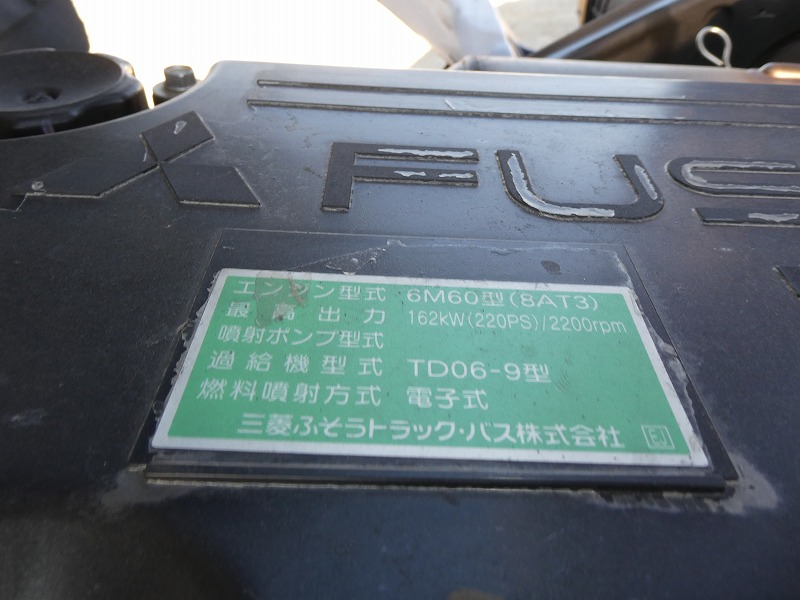 FUS
エンジン型式 6M60型(8AT3)
最高出力 162kW(220PS)/2200rpm
噴射ポンプ型式
過給機型式 TD06-9型
燃料噴射方式 電子式
三菱ふそうトラック・バス株式会社 EJ